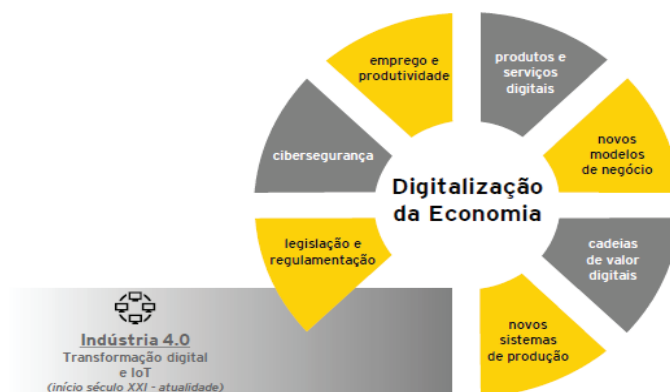 emprego e
produtividade
produtos e
serviços
digitais
cibersegurança
novos
modelos
de negócio
Digitalização
da Economia
legislação e
regulamentação
cadeias
de valor
digitais
novos
sistemas
de produção
Indústria 4.0
Transformação digital
e IoT
(início século XXI - atualidade)